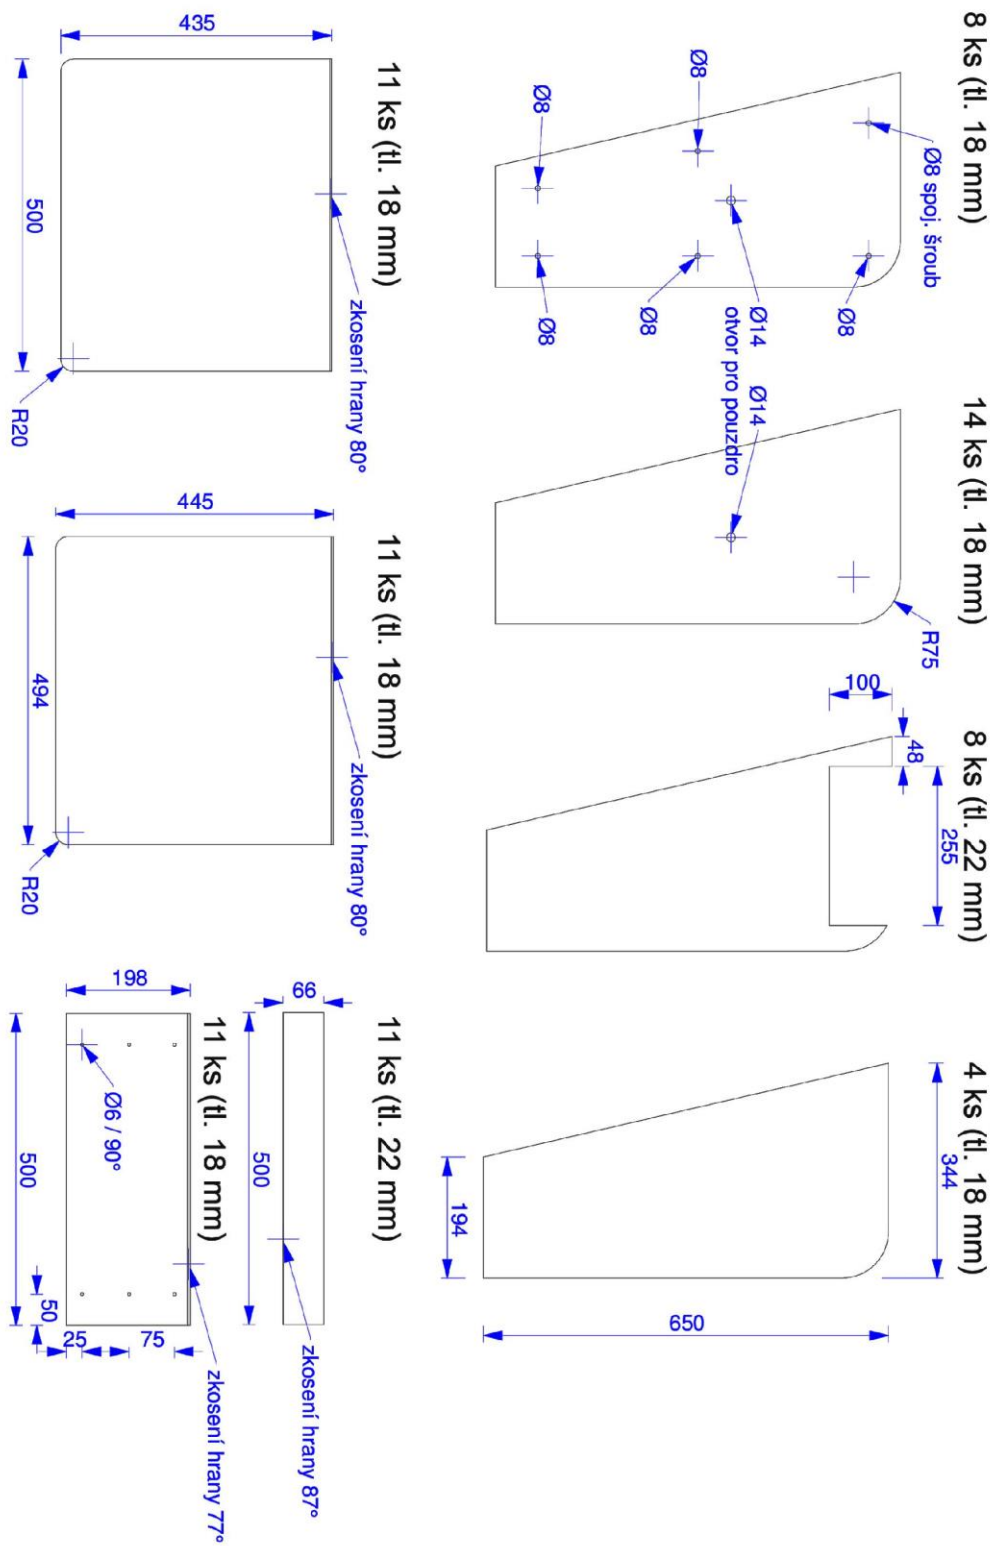 8 ks (tl. 18 mm)
Ø8 spoj. šroub
Ø8
Ø8
Ø8
Ø8
Ø8
Ø14
otvor pro pouzdro
14 ks (tl. 18 mm)
Ø14
R75
8 ks (tl. 22 mm)
100
48
255
4 ks (tl. 18 mm)
344
194
650
11 ks (tl. 18 mm)
435
500
zkosení hrany 80°
R20
11 ks (tl. 18 mm)
445
494
zkosení hrany 80°
R20
11 ks (tl. 22 mm)
66
500
zkosení hrany 87°
11 ks (tl. 18 mm)
198
Ø6 / 90°
500
50
25
75
zkosení hrany 77°